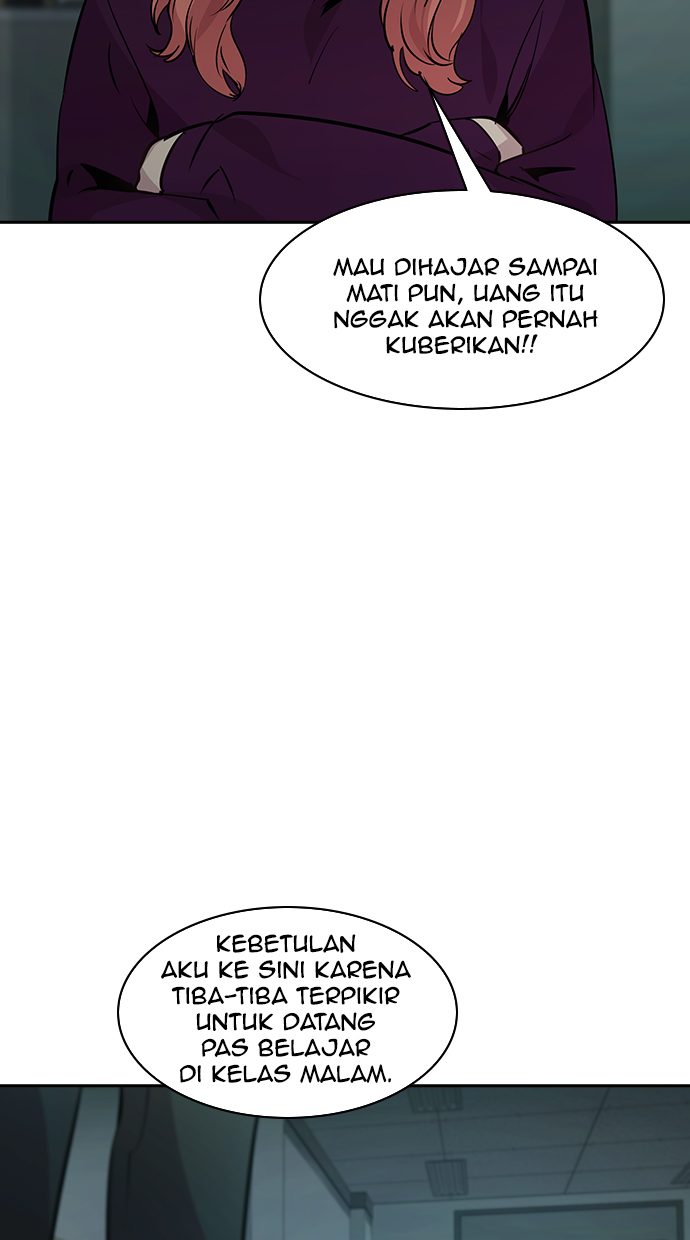 MAU DIHAJAR SAMPAI
MATI PUN, UANG ITU
NGGAK AKAN PERNAH
KUBERIKAN!!
KEBETULAN
AKU KE SINI KARENA
TIBA-TIBA TERPIKIR
UNTUK DATANG
PAS BELAJAR
DI KELAS MALAM.